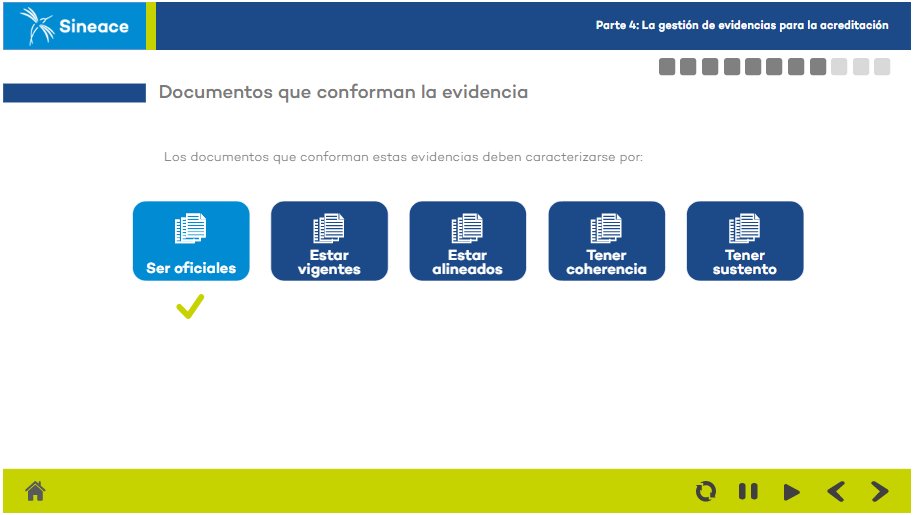 Sineace
Parte 4: La gestión de evidencias para la acreditación
Documentos que conforman la evidencia
Los documentos que conforman estas evidencias deben caracterizarse por:
Ser oficiales
Estar
vigentes
Estar
alineados
Tener
coherencia
Tener
sustento